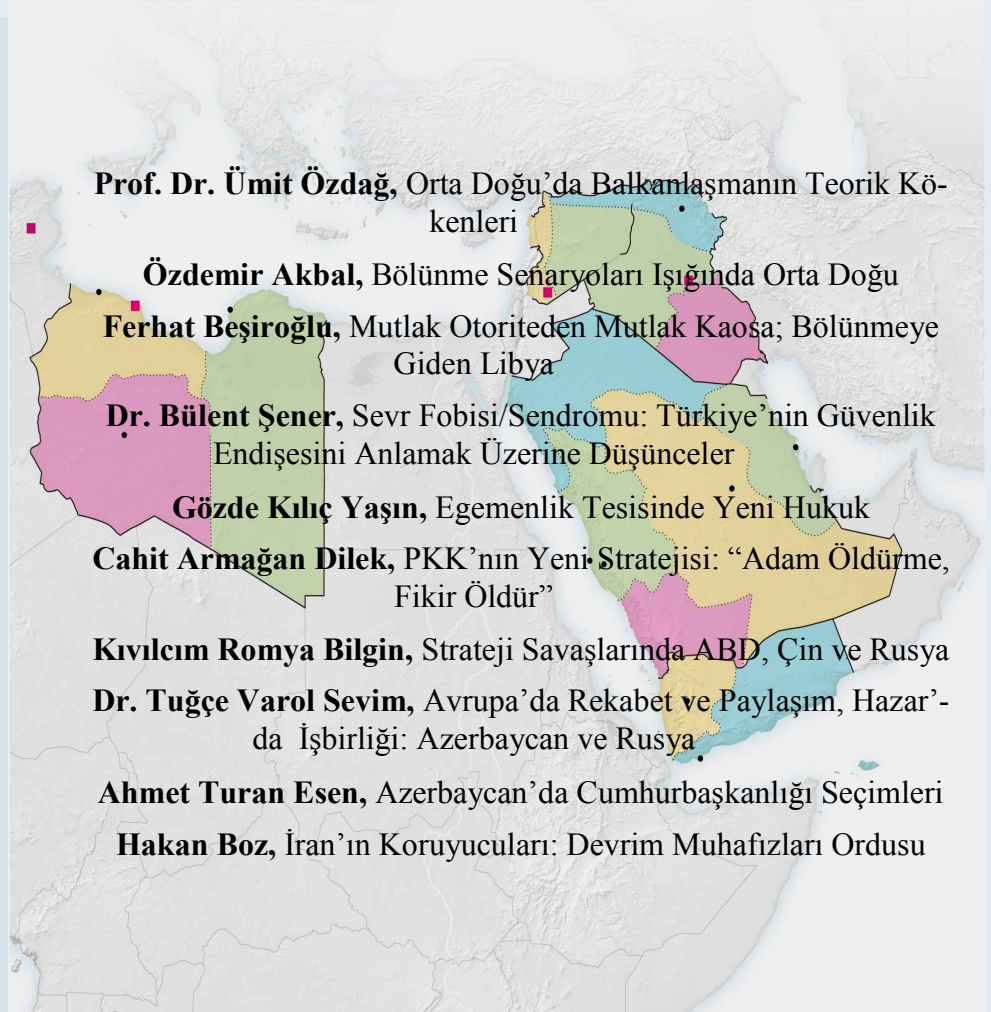 Prof. Dr. Ümit Özdağ, Orta Doğu’da Balkanlaşmanın Teorik Kö-
kenleri
Özdemir Akbal, Bölünme Senaryoları Işığında Orta Doğu
Ferhat Beşiroğlu, Mutlak Otoriteden Mutlak Kaosa; Bölünmeye
Giden Libya
Dr. Bülent Şener, Sevr Fobisi/Sendromu: Türkiye’nin Güvenlik
Endişesini Anlamak Üzerine Düşünceler
Gözde Kılıç Yaşın, Egemenlik Tesisinde Yeni Hukuk
Cahit Armağan Dilek, PKK’nın Yeni Stratejisi: “Adam Öldürme,
Fikir Öldür”
Kıvılcım Romya Bilgin, Strateji Savaşlarında ABD, Çin ve Rusya
Dr. Tuğçe Varol Sevim, Avrupa’da Rekabet ve Paylaşım, Hazar’-
da İşbirliği: Azerbaycan ve Rusya
Ahmet Turan Esen, Azerbaycan’da Cumhurbaşkanlığı Seçimleri
Hakan Boz, İran’ın Koruyucuları: Devrim Muhafızları Ordusu